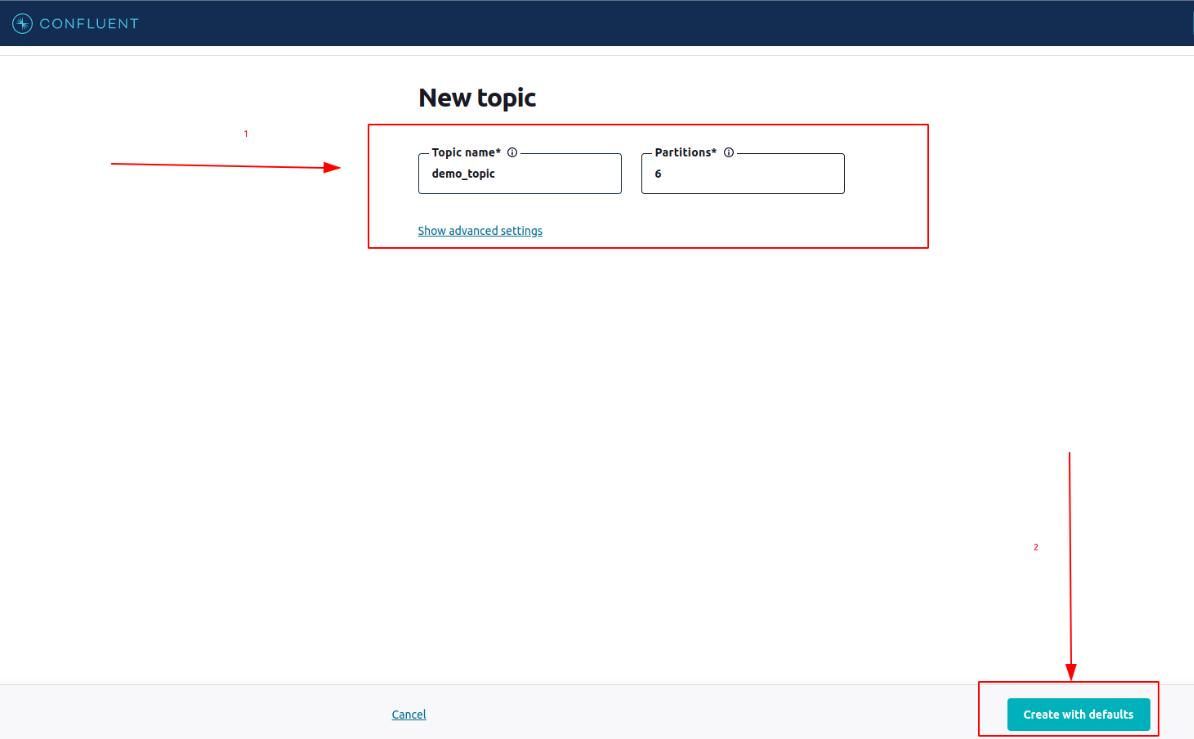 CONFLUENT
New topic
1
Topic name* Partitions*
demo_topic 6
Show advanced settings
2
Cancel Create with defaults